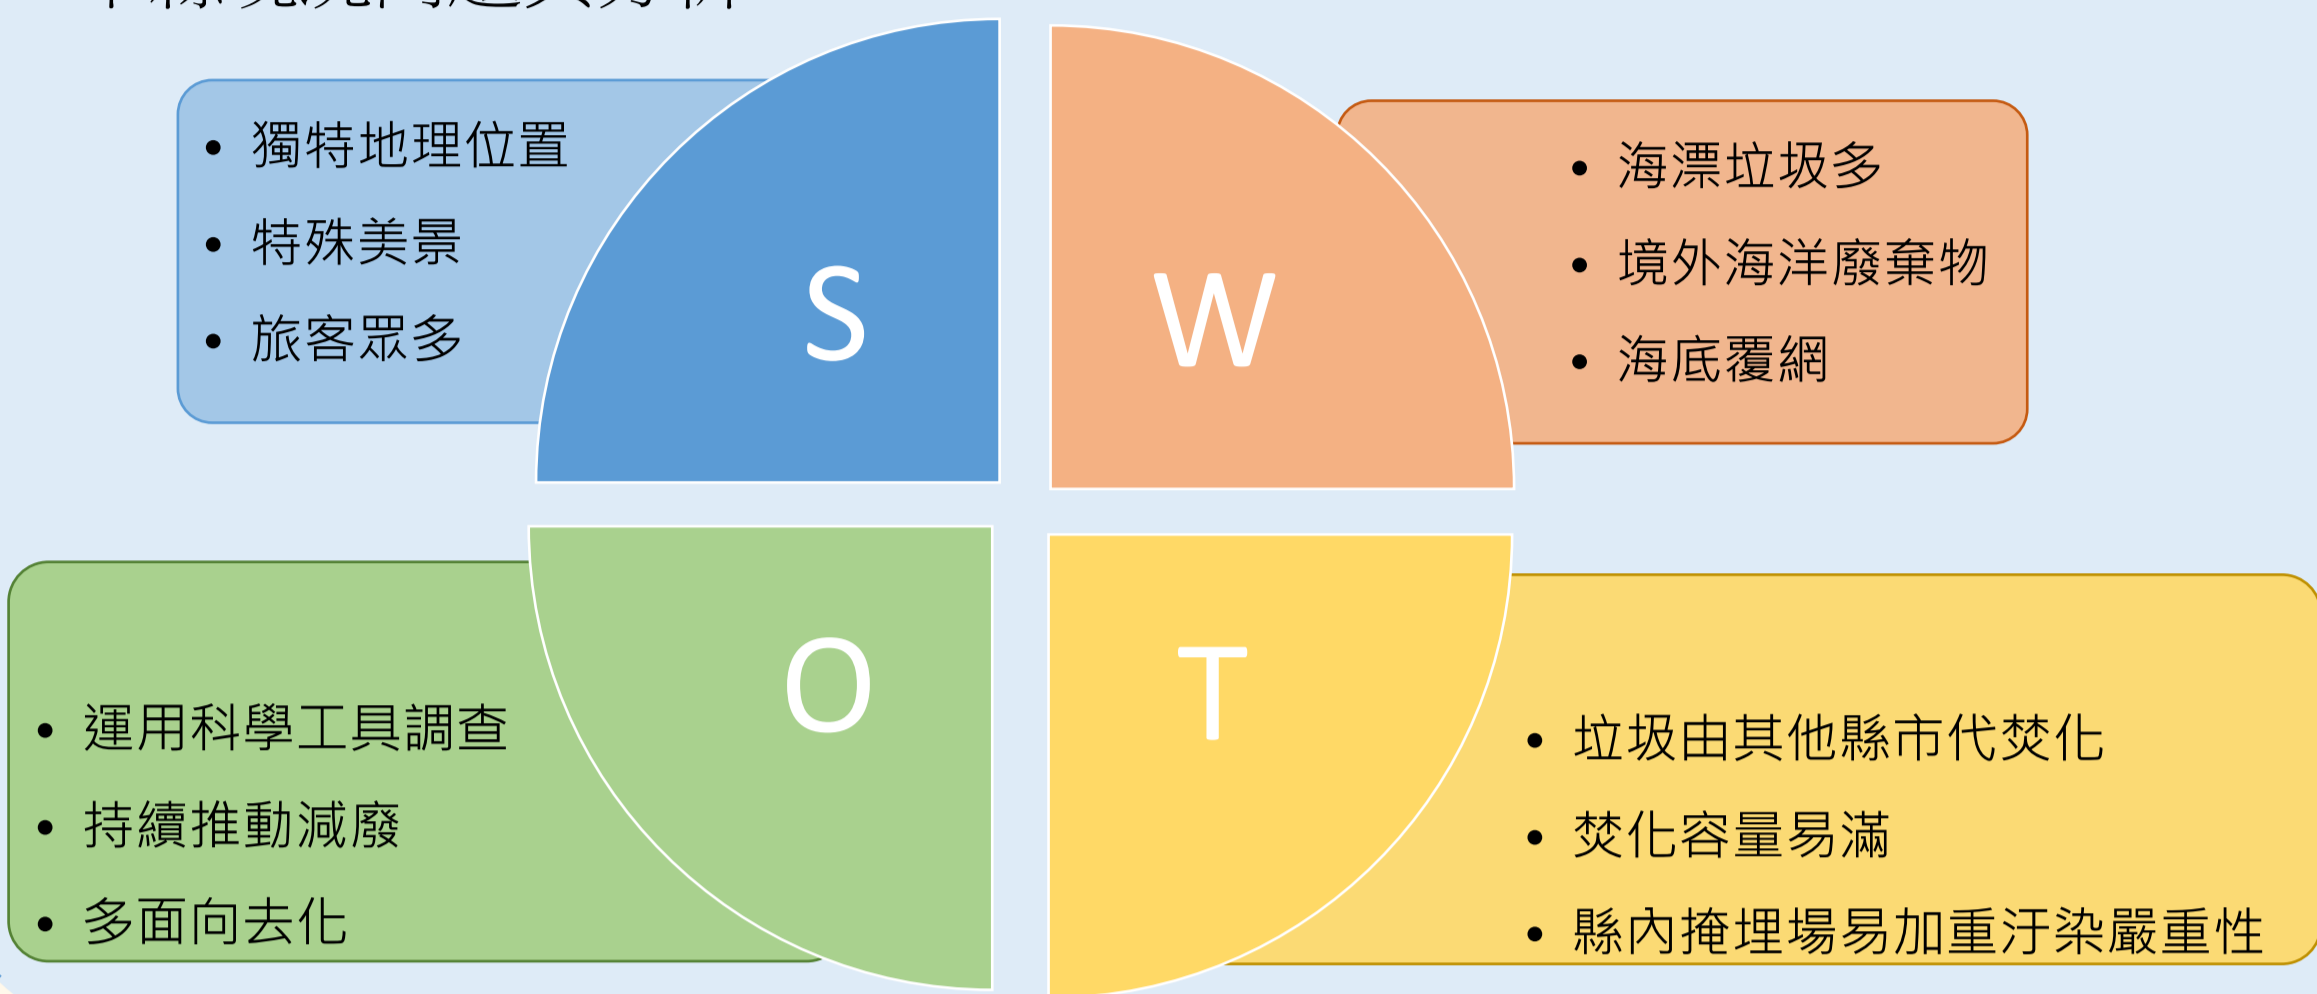 獨特地理位置
特殊美景
旅客眾多
S
W
海漂垃圾多
境外海洋廢棄物
海底覆網
運用科學工具調查
持續推動減廢
多面向去化
O
T
垃圾由其他縣市代焚化
焚化容量易滿
縣內掩埋場易加重汙染嚴重性